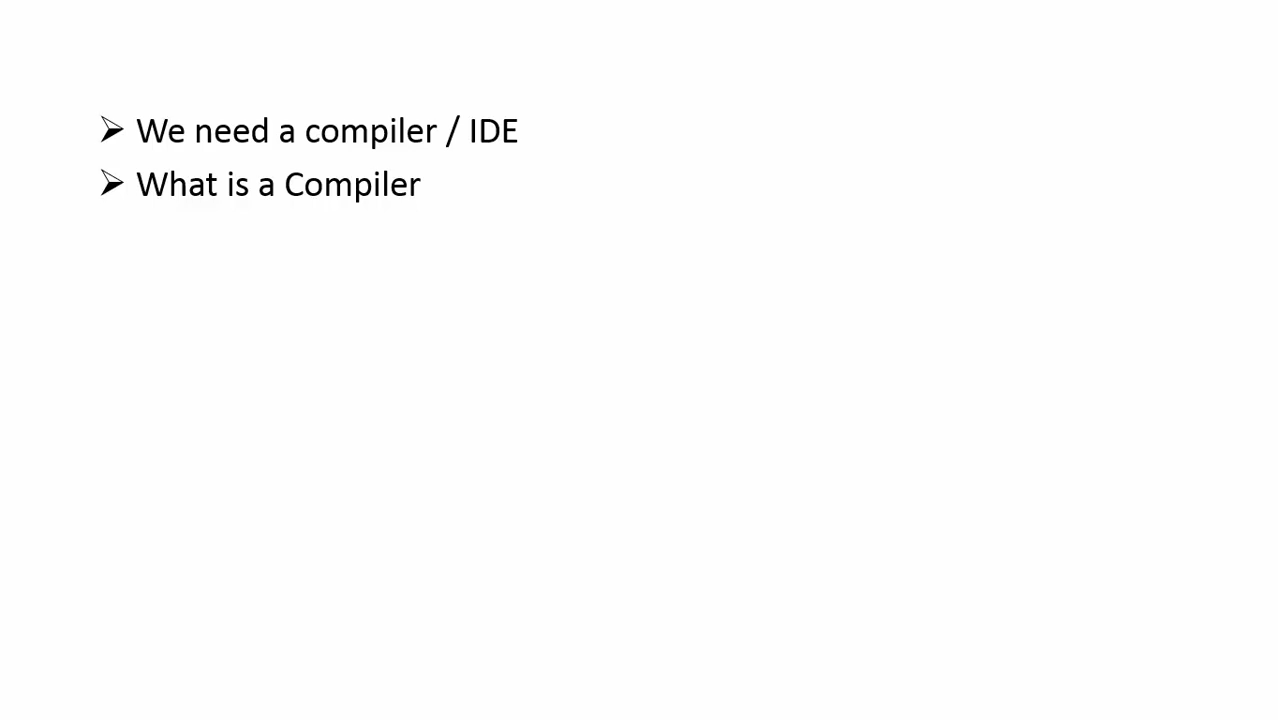 ➢ We need a compiler / IDE
➢ What is a Compiler